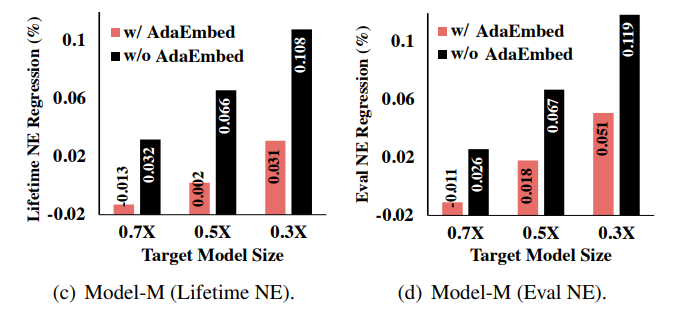 Lifetime NE Regression (%)
0.1
0.06
0.02
-0.02
w/ AdaEmbed
w/o AdaEmbed
-0.013
0.032
0.002
0.066
0.031
0.108
0.7X
0.5X
0.3X
Target Model Size
(c) Model-M (Lifetime NE).
Eval NE Regression (%)
0.1
0.06
0.02
-0.02
w/ AdaEmbed
w/o AdaEmbed
-0.011
0.026
0.018
0.067
0.051
0.119
0.7X
0.5X
0.3X
Target Model Size
(d) Model-M (Eval NE).